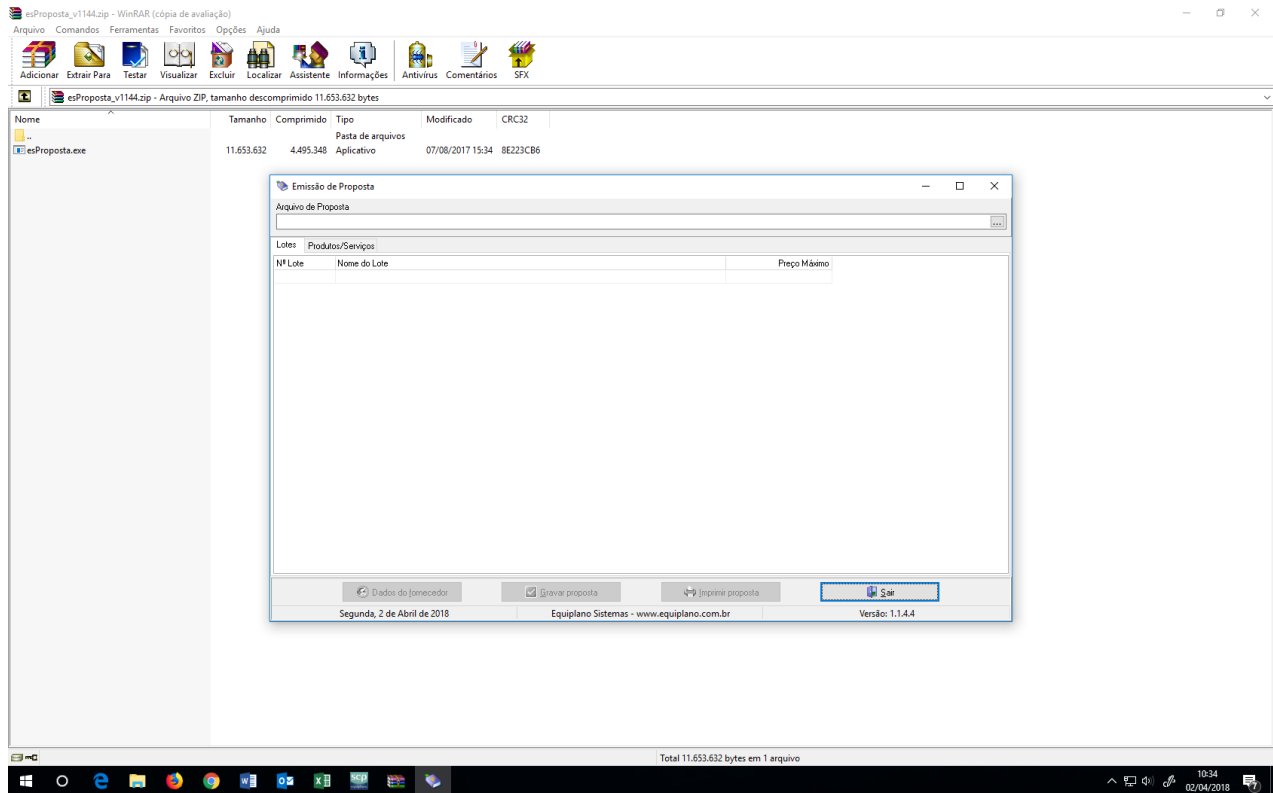 esProposta_v1144.zip - WinRAR (cópia de avaliação)
Arquivo Comandos Ferramentas Favoritos Opções Ajuda
Adicionar Extrair Para Testar Visualizar Excluir Localizar Assistente Informações Antivírus Comentários SFX
esProposta_v1144.zip - Arquivo ZIP, tamanho descomprimido 11.653.632 bytes
Nome Tamanho Comprimido Tipo Modificado CRC32
.. Pasta de arquivos
esProposta.exe 11.653.632 4.495.348 Aplicativo 07/08/2017 15:34 8E223CB6
Emissão de Proposta
Arquivo de Proposta
...
Lotes Produtos/Serviços
Nº Lote Nome do Lote Preço Máximo
Dados do fornecedor Gravar proposta Imprimir proposta Sair
Segunda, 2 de Abril de 2018 Equiplano Sistemas - www.equiplano.com.br Versão: 1.1.4.4
Total 11.653.632 bytes em 1 arquivo
scp
10:34
02/04/2018